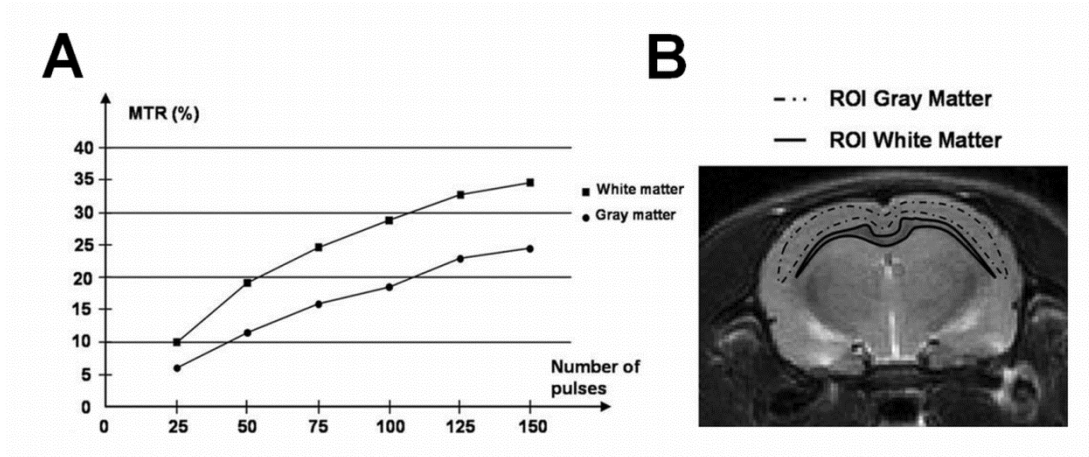 A
MTR (%)
40
35
30
25
20
15
10
5
0
0 25 50 75 100 125 150
Number of
pulses
White matter
Gray matter
B
ROI Gray Matter
ROI White Matter